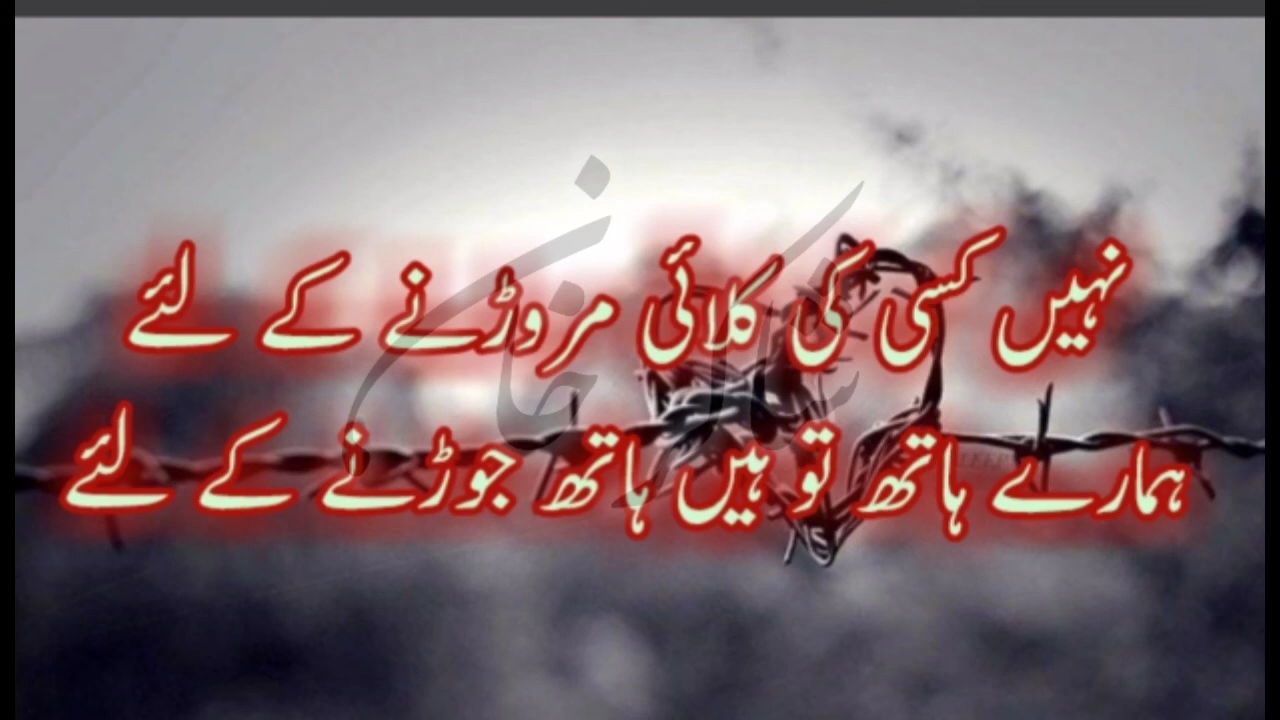 نہیں کسی کی کلائی مروڑنے کے لئے
ہمارے ہاتھ تو ہیں ہاتھ جوڑنے کے لئے